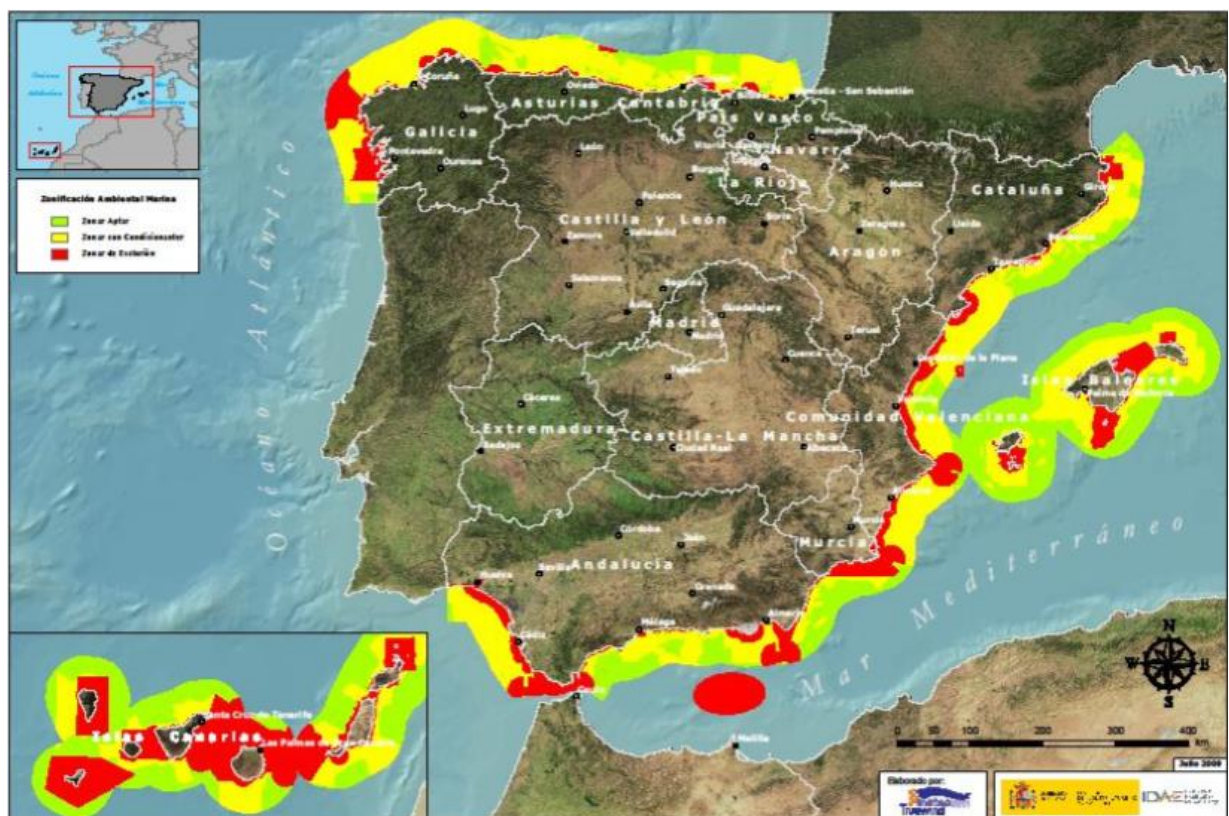 Zonificación Ambiental Marina
Zonas Aptas
Zonas con Condicionantes
Zonas de Exclusión
Océano Atlántico
Mar Mediterráneo
Coruña
Lugo
Galicia
Pontevedra
Ourense
Oviedo
Asturias
Cantabria
País Vasco
Donostia - San Sebastián
Pamplona
Navarra
La Rioja
León
Burgos
Palencia
Castilla y León
Zamora
Valladolid
Soria
Salamanca
Segovia
Ávila
Huesca
Zaragoza
Aragón
Teruel
Cataluña
Girona
Lleida
Barcelona
Tarragona
Guadalajara
Madrid
Madrid
Cuenca
Toledo
Castellón de la Plana
Valencia
Comunidad Valenciana
Islas Baleares
Palma de Mallorca
Cáceres
Extremadura
Badajoz
Castilla-La Mancha
Ciudad Real
Albacete
Alicante
Murcia
Murcia
Córdoba
Jaén
Andalucía
Huelva
Sevilla
Granada
Almería
Málaga
Cádiz
Ceuta
Melilla
Santa Cruz de Tenerife
Islas Canarias
Las Palmas de Gran Canaria
N
W E
S
0 100 200 300 400
km
Julio 2009
Elaborado por:
IDAE